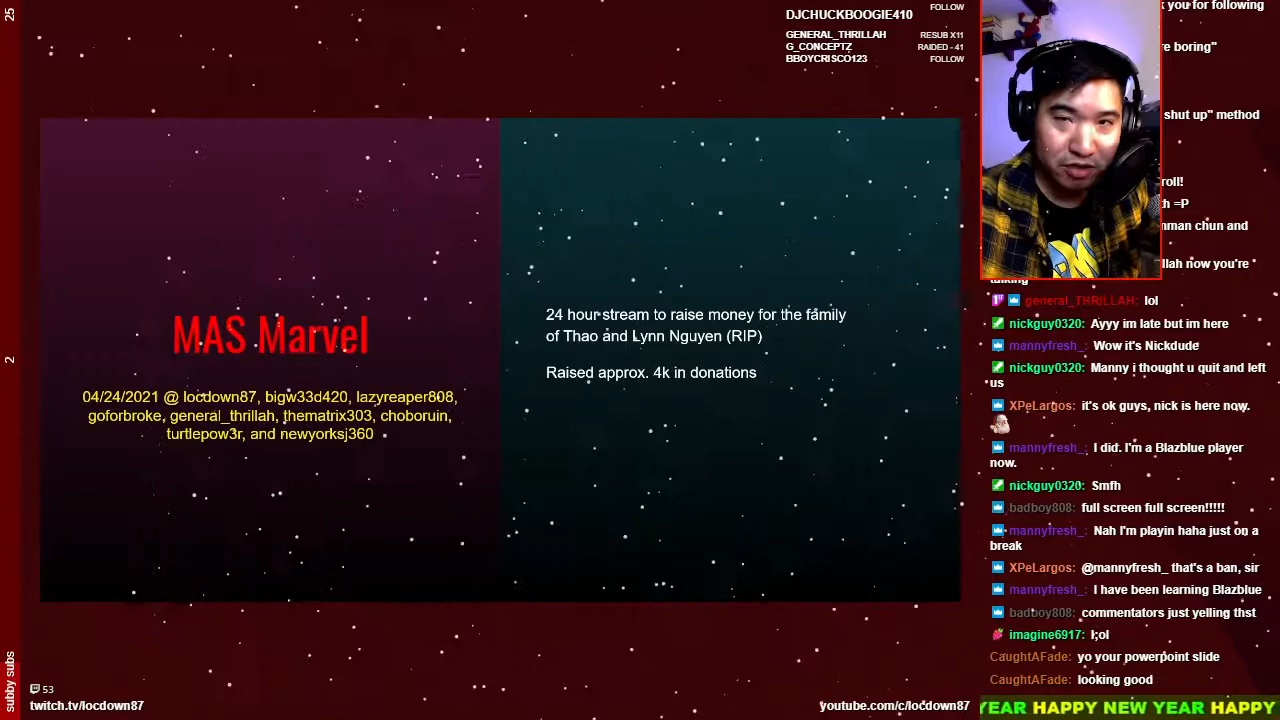 25
2
subby subs
FOLLOW
DJCHUCKBOOGIE410
GENERAL_THRILLAH RESUB X11
G_CONCEPTZ RAIDED - 41
BBOYCRISCO123 FOLLOW
MAS Marvel
04/24/2021 @ locdown87, bigw33d420, lazyreaper808,
goforbroke, general_thrillah, thematrix303, choboruin,
turtlepow3r, and newyorksj360
24 hour stream to raise money for the family
of Thao and Lynn Nguyen (RIP)
Raised approx. 4k in donations
53
twitch.tv/locdown87
youtube.com/c/locdown87
you for following
boring"
shut up" method
=P
chun and
now you're
talking
general_THRILLAH: lol
nickguy0320: Ayyy im late but im here
mannyfresh_: Wow it's Nickdude
nickguy0320: Manny i thought u quit and left
us
XPeLargos: it's ok guys, nick is here now.
mannyfresh_: I did. I'm a Blazblue player
now.
nickguy0320: Smfh
badboy808: full screen full screen!!!!!
mannyfresh_: Nah I'm playin haha just on a
break
XPeLargos: @mannyfresh_ that's a ban, sir
mannyfresh_: I have been learning Blazblue
badboy808: commentators just yelling thst
imagine6917: l;ol
CaughtAFade: yo your powerpoint slide
CaughtAFade: looking good
YEAR HAPPY NEW YEAR HAPPY